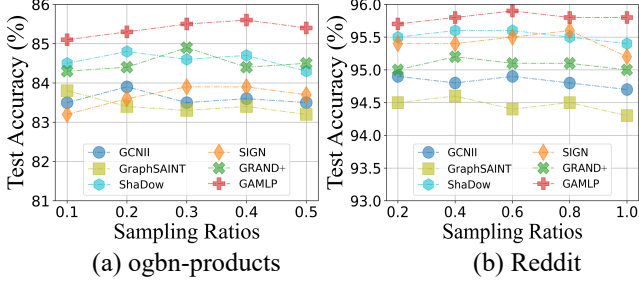 Test Accuracy (%)
86
85
84
83
82
81
0.1 0.2 0.3 0.4 0.5
GCNII
GraphSAINT
ShaDow
SIGN
GRAND+
GAMLP
Sampling Ratios
(a) ogbn-products
Test Accuracy (%)
96.0
95.5
95.0
94.5
94.0
93.5
93.0
0.2 0.4 0.6 0.8 1.0
GCNII
GraphSAINT
ShaDow
SIGN
GRAND+
GAMLP
Sampling Ratios
(b) Reddit